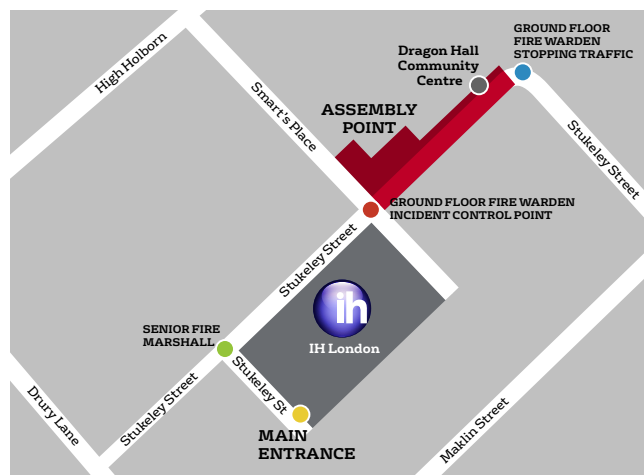 High Holborn
Smart's Place
Dragon Hall
Community
Centre
GROUND FLOOR
FIRE WARDEN
STOPPING TRAFFIC
ASSEMBLY
POINT
Stukeley Street
GROUND FLOOR FIRE WARDEN
INCIDENT CONTROL POINT
Stukeley Street
ih
IH London
SENIOR FIRE
MARSHALL
Stukeley St
Stukeley Street
Drury Lane
MAIN
ENTRANCE
Maklin Street